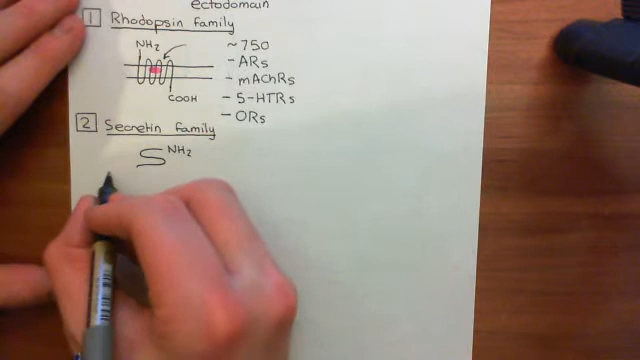 ectodomain
1 Rhodopsin family
NH2
~750
- ARs
- mAChRs
- 5-HTRs
- ORs
COOH
2 Secretin family
NH2